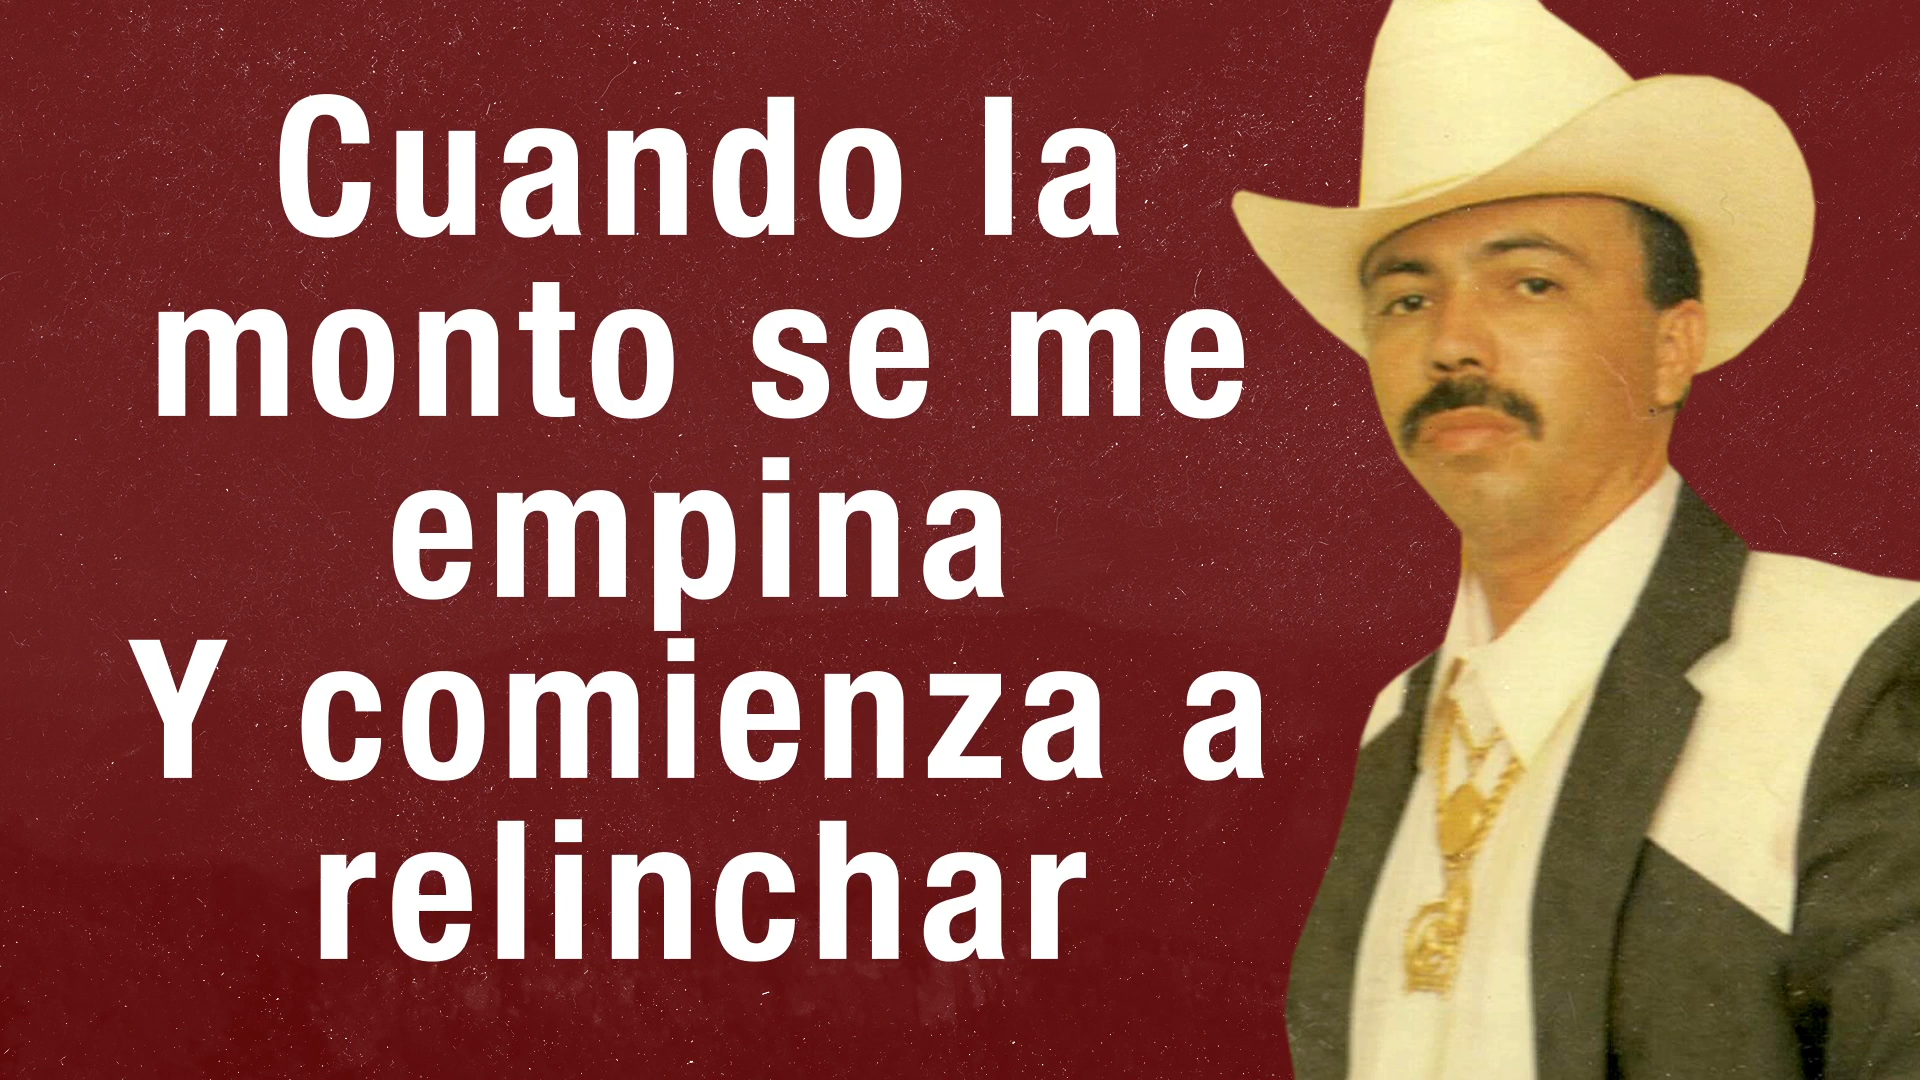 Cuando la
monto se me
empina
Y comienza a
relinchar